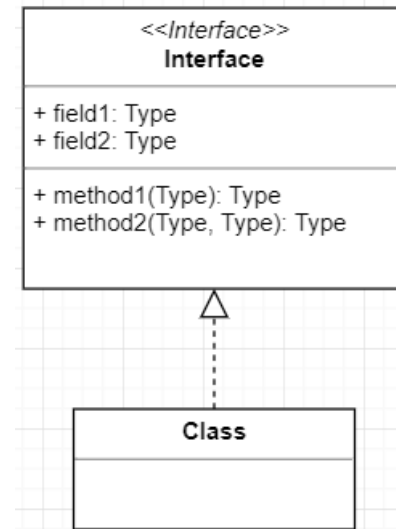 <<Interface>>
Interface
+ field1: Type
+ field2: Type
+ method1(Type): Type
+ method2(Type, Type): Type
Class